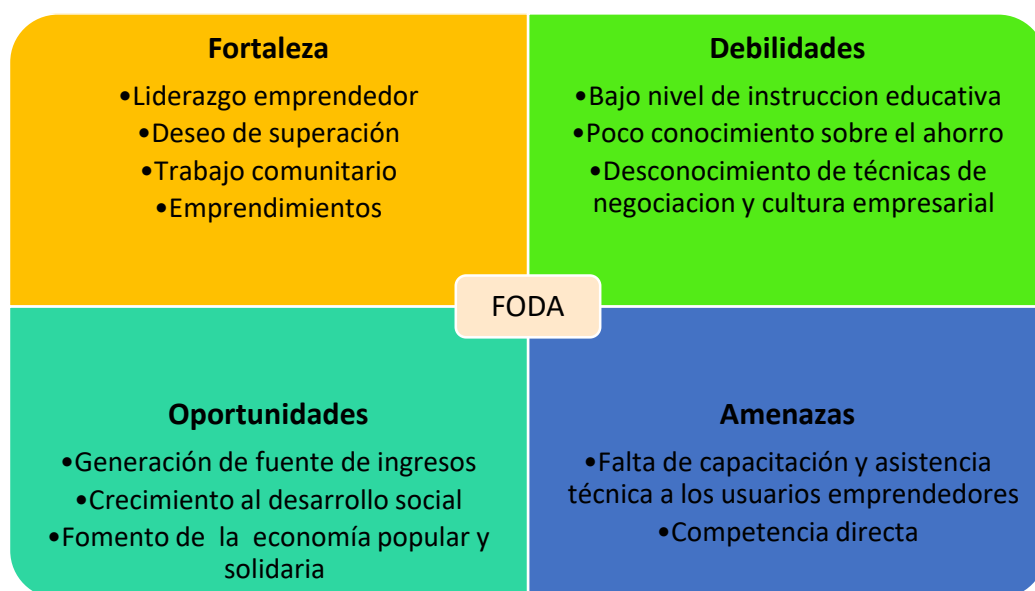 Fortaleza
•Liderazgo emprendedor
•Deseo de superación
•Trabajo comunitario
•Emprendimientos
Debilidades
•Bajo nivel de instruccion educativa
•Poco conocimiento sobre el ahorro
•Desconocimiento de técnicas de
negociacion y cultura empresarial
FODA
Oportunidades
•Generación de fuente de ingresos
•Crecimiento al desarrollo social
•Fomento de la economía popular y
solidaria
Amenazas
•Falta de capacitación y asistencia
técnica a los usuarios emprendedores
•Competencia directa